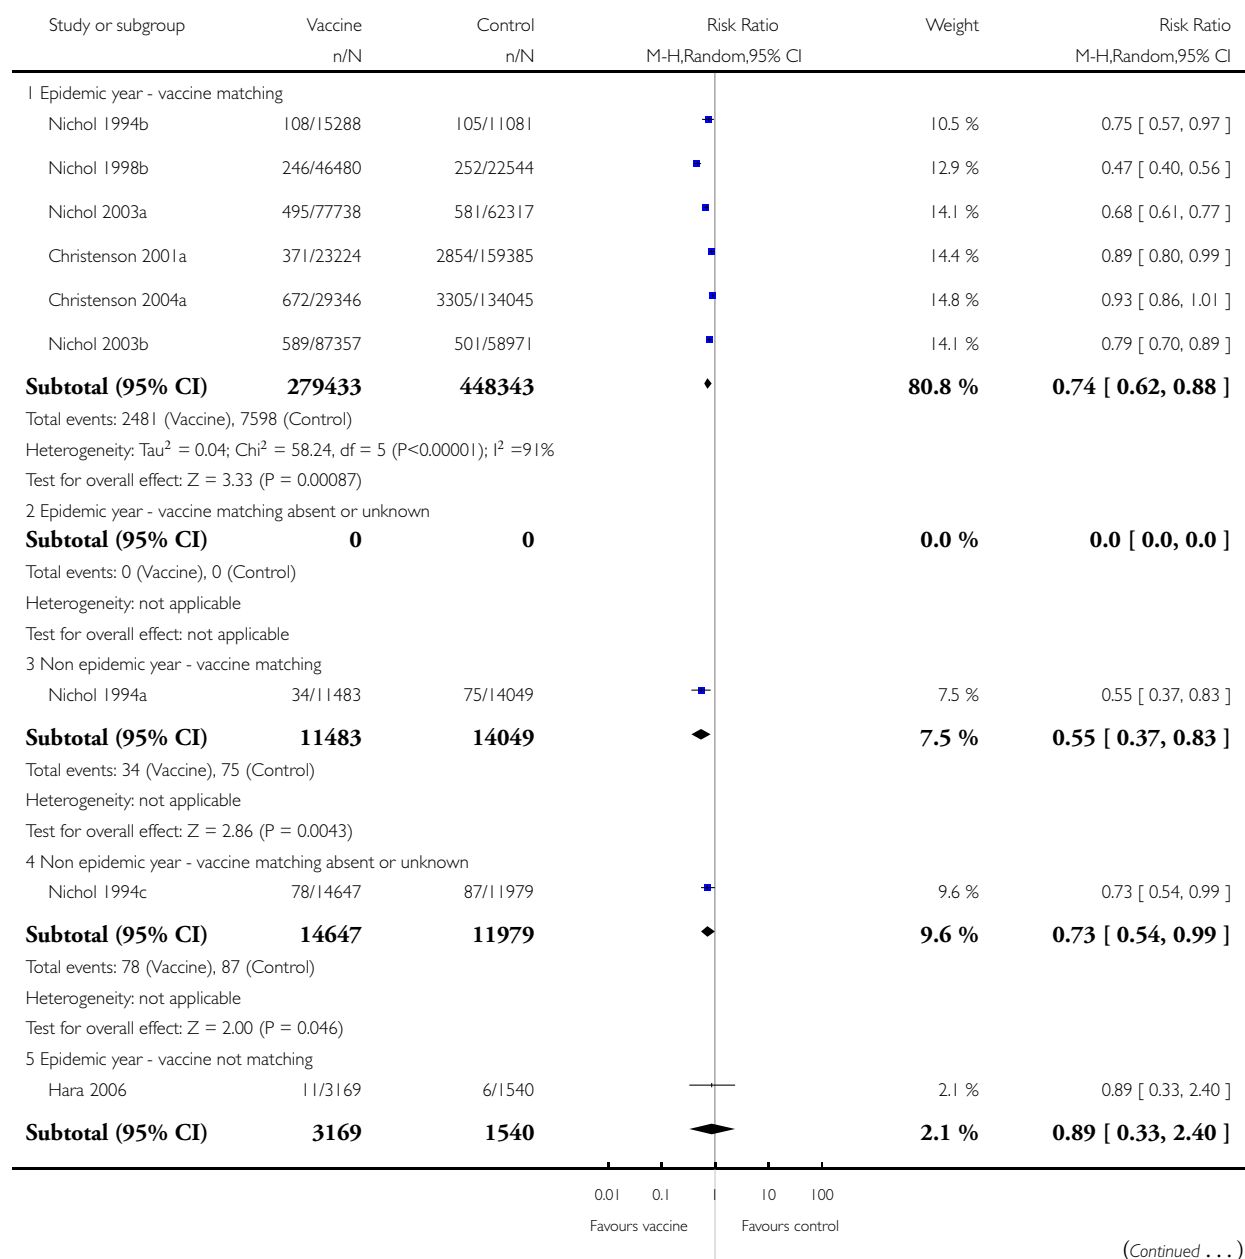 Study or subgroup Vaccine Control Risk Ratio Weight Risk Ratio
n/N n/N M-H,Random,95% CI M-H,Random,95% CI
1 Epidemic year - vaccine matching
Nichol 1994b 108/15288 105/11081 10.5 % 0.75 [ 0.57, 0.97 ]
Nichol 1998b 246/46480 252/22544 12.9 % 0.47 [ 0.40, 0.56 ]
Nichol 2003a 495/77738 581/62317 14.1 % 0.68 [ 0.61, 0.77 ]
Christenson 2001a 371/23224 2854/159385 14.4 % 0.89 [ 0.80, 0.99 ]
Christenson 2004a 672/29346 3305/134045 14.8 % 0.93 [ 0.86, 1.01 ]
Nichol 2003b 589/87357 501/58971 14.1 % 0.79 [ 0.70, 0.89 ]
Subtotal (95% CI) 279433 448343 80.8 % 0.74 [ 0.62, 0.88 ]
Total events: 2481 (Vaccine), 7598 (Control)
Heterogeneity: Tau² = 0.04; Chi² = 58.24, df = 5 (P<0.00001); I² =91%
Test for overall effect: Z = 3.33 (P = 0.00087)
2 Epidemic year - vaccine matching absent or unknown
Subtotal (95% CI) 0 0 0.0 % 0.0 [ 0.0, 0.0 ]
Total events: 0 (Vaccine), 0 (Control)
Heterogeneity: not applicable
Test for overall effect: not applicable
3 Non epidemic year - vaccine matching
Nichol 1994a 34/11483 75/14049 7.5 % 0.55 [ 0.37, 0.83 ]
Subtotal (95% CI) 11483 14049 7.5 % 0.55 [ 0.37, 0.83 ]
Total events: 34 (Vaccine), 75 (Control)
Heterogeneity: not applicable
Test for overall effect: Z = 2.86 (P = 0.0043)
4 Non epidemic year - vaccine matching absent or unknown
Nichol 1994c 78/14647 87/11979 9.6 % 0.73 [ 0.54, 0.99 ]
Subtotal (95% CI) 14647 11979 9.6 % 0.73 [ 0.54, 0.99 ]
Total events: 78 (Vaccine), 87 (Control)
Heterogeneity: not applicable
Test for overall effect: Z = 2.00 (P = 0.046)
5 Epidemic year - vaccine not matching
Hara 2006 11/3169 6/1540 2.1 % 0.89 [ 0.33, 2.40 ]
Subtotal (95% CI) 3169 1540 2.1 % 0.89 [ 0.33, 2.40 ]
0.01 0.1 1 10 100
Favours vaccine Favours control
(Continued . . . )